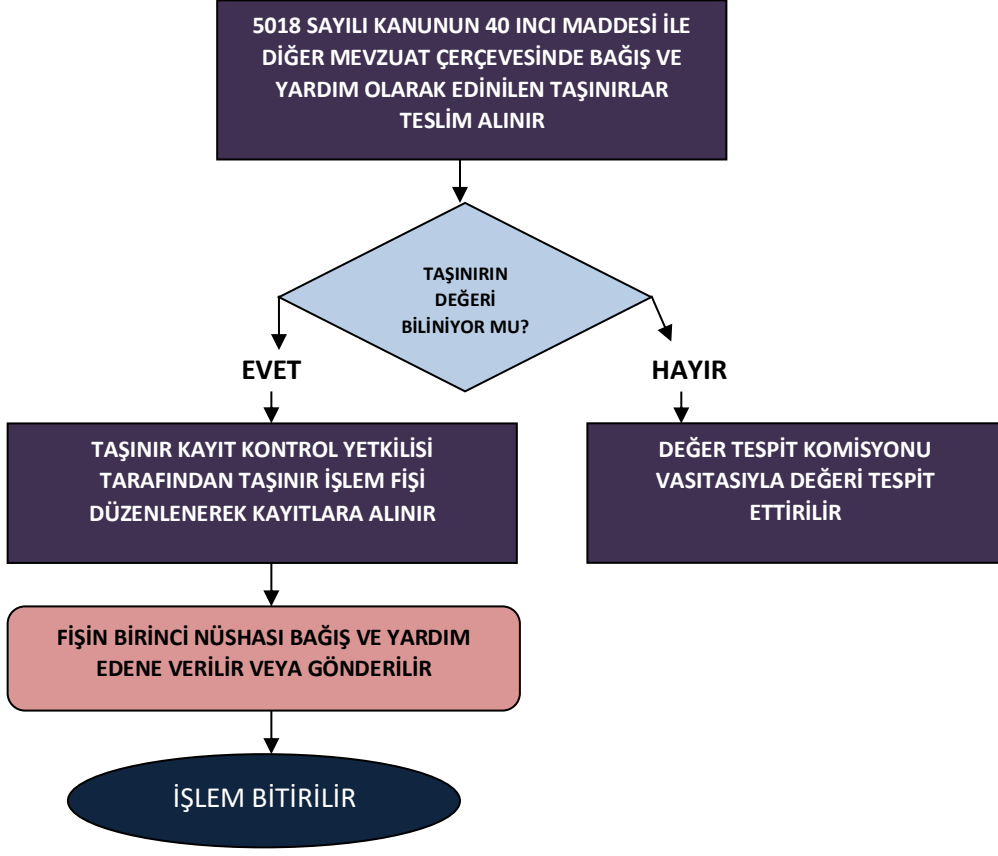 5018 SAYILI KANUNUN 40 INCI MADDESİ İLE
DİĞER MEVZUAT ÇERÇEVESİNDE BAĞIŞ VE
YARDIM OLARAK EDİNİLEN TAŞINIRLAR
TESLİM ALINIR
TAŞINIRIN
DEĞERİ
BİLİNİYOR MU?
EVET
HAYIR
TAŞINIR KAYIT KONTROL YETKİLİSİ
TARAFINDAN TAŞINIR İŞLEM FİŞİ
DÜZENLENEREK KAYITLARA ALINIR
DEĞER TESPİT KOMİSYONU
VASITASIYLA DEĞERİ TESPİT
ETTİRİLİR
FİŞİN BİRİNCİ NÜSHASI BAĞIŞ VE YARDIM
EDENE VERİLİR VEYA GÖNDERİLİR
İŞLEM BİTİRİLİR